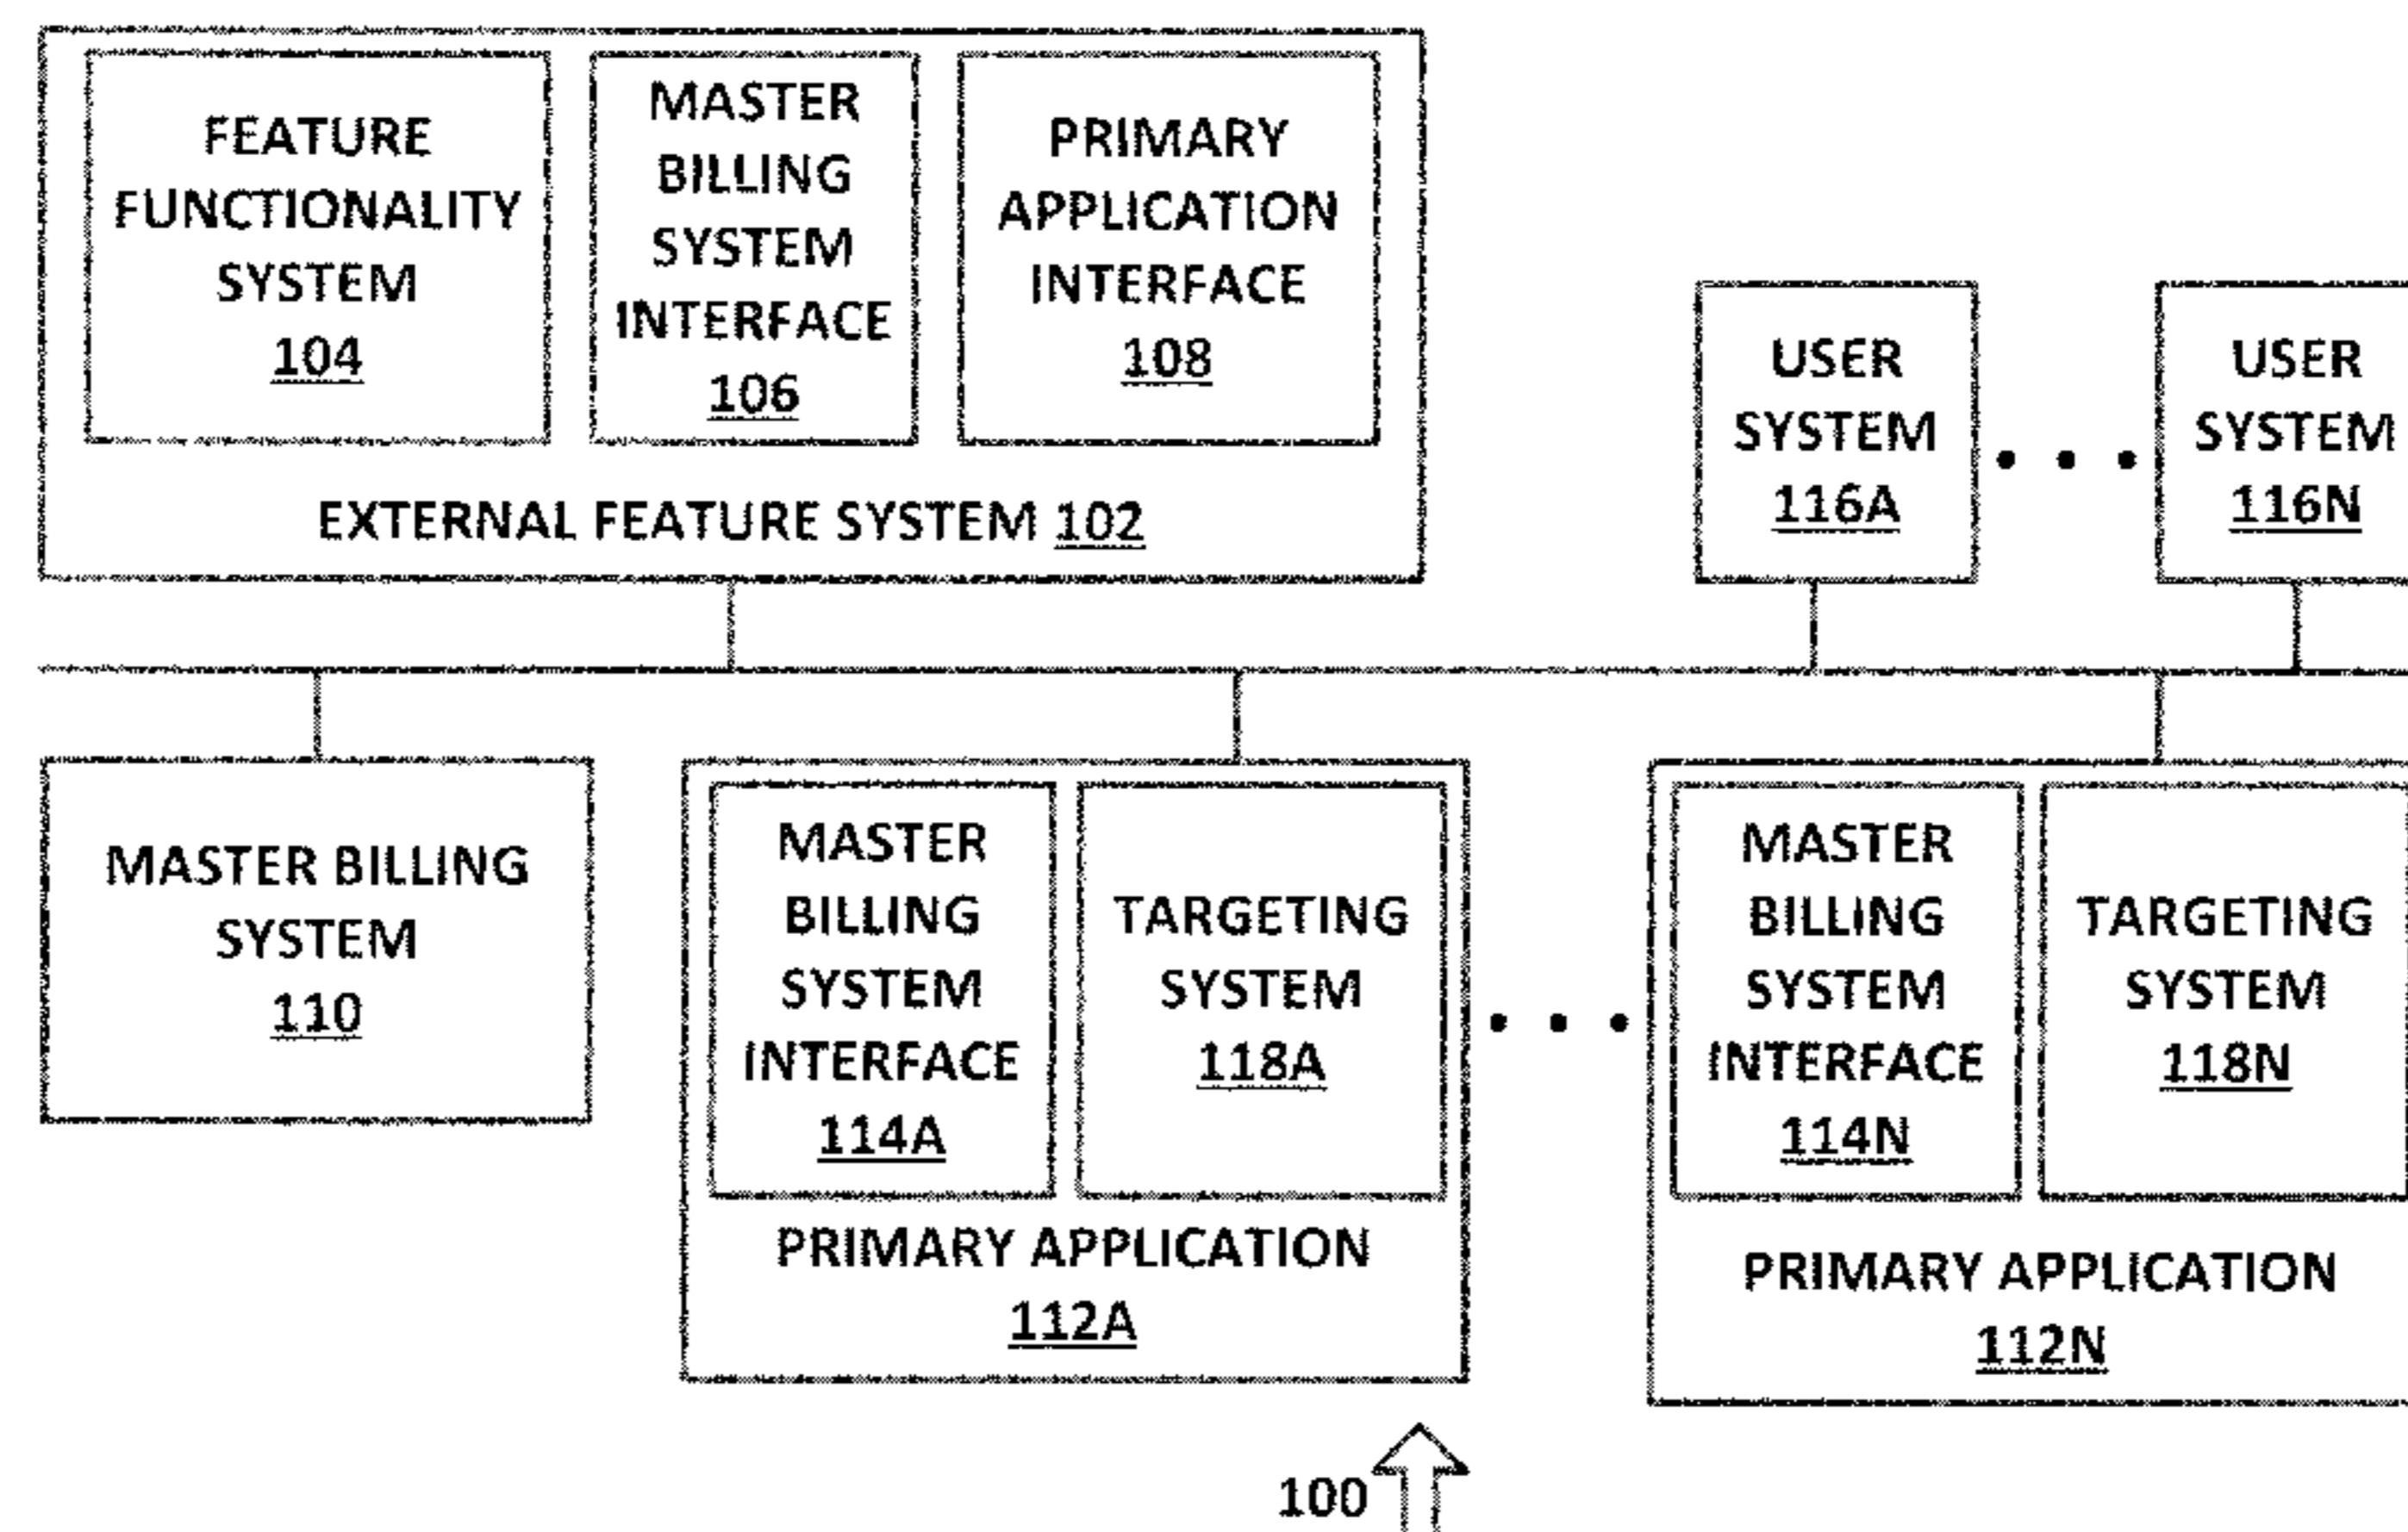 FEATURE
FUNCTIONALITY
SYSTEM
104
MASTER
BILLING
SYSTEM
INTERFACE
106
PRIMARY
APPLICATION
INTERFACE
108
EXTERNAL FEATURE SYSTEM 102
USER
SYSTEM
116A
USER
SYSTEM
116N
MASTER BILLING
SYSTEM
110
MASTER
BILLING
SYSTEM
INTERFACE
114A
TARGETING
SYSTEM
118A
PRIMARY APPLICATION
112A
MASTER
BILLING
SYSTEM
INTERFACE
114N
TARGETING
SYSTEM
118N
PRIMARY APPLICATION
112N
100